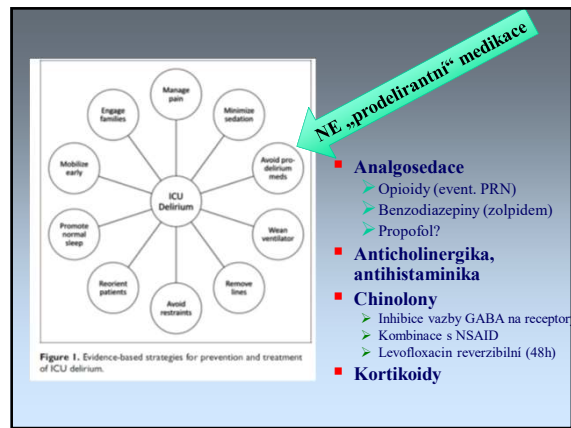 NE „prodelirantní“ medikace
Manage
pain
Minimize
sedation
Avoid pro-
delirium
meds
Wean
ventilator
Remove
lines
Avoid
restraints
Reorient
patients
Promote
normal
sleep
Mobilize
early
Engage
families
ICU
Delirium
Figure 1. Evidence-based strategies for prevention and treatment
of ICU delirium.
Analgosedace
Opioidy (event. PRN)
Benzodiazepiny (zolpidem)
Propofol?
Anticholinergika,
antihistaminika
Chinolony
Inhibice vazby GABA na receptory
Kombinace s NSAID
Levofloxacin reverzibilní (48h)
Kortikoidy